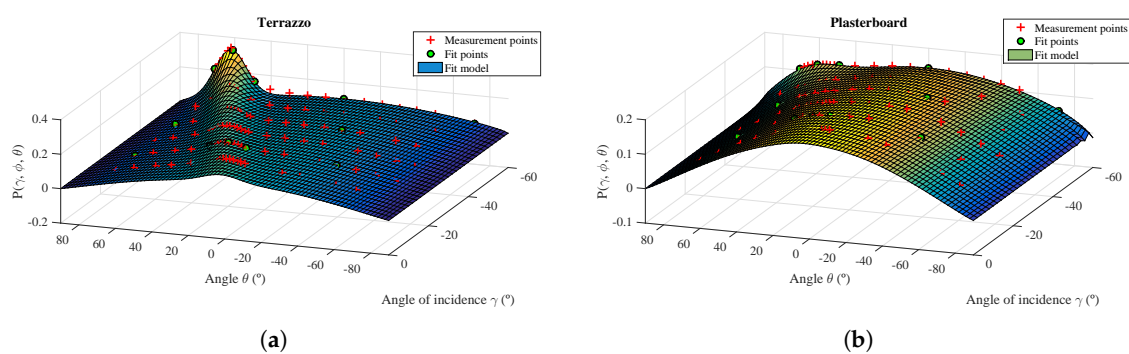 Terrazzo
Measurement points
Fit points
Fit model
0.4
0.2
0
-0.2
P(γ, ϕ, θ)
80
60
40
20
0
-20
-40
-60
-80
Angle θ (º)
0
-20
-40
-60
Angle of incidence γ (º)
(a)
Plasterboard
Measurement points
Fit points
Fit model
0.2
0.1
0
-0.1
P(γ, ϕ, θ)
80
60
40
20
0
-20
-40
-60
-80
Angle θ (º)
0
-20
-40
-60
Angle of incidence γ (º)
(b)